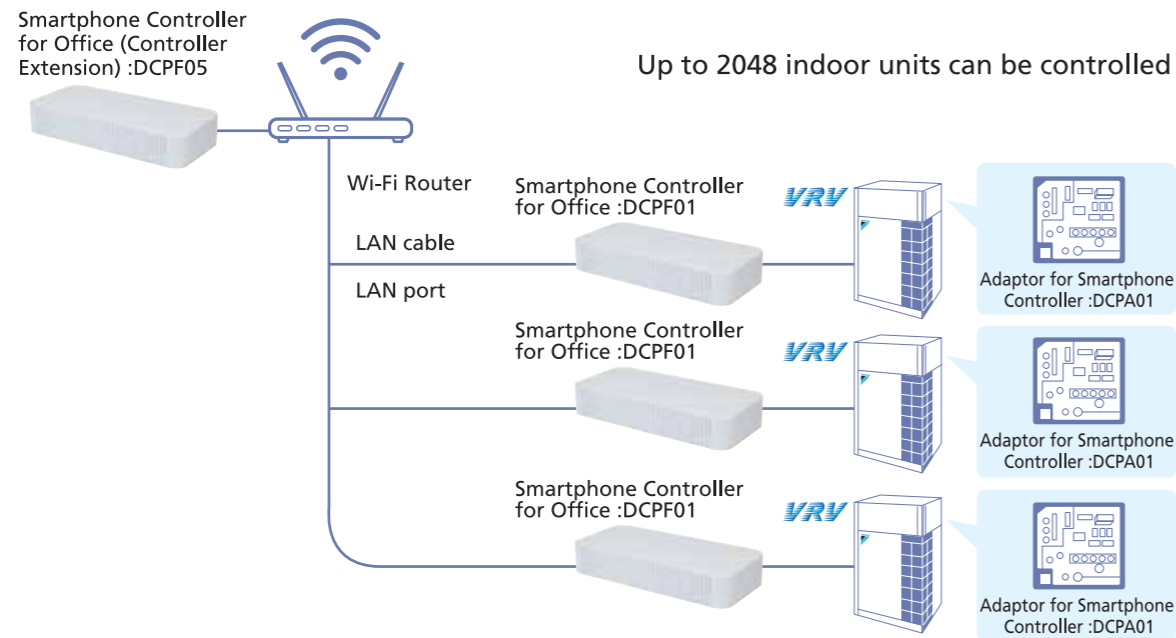 Smartphone Controller
for Office (Controller
Extension) :DCPF05
Up to 2048 indoor units can be controlled
Wi-Fi Router
LAN cable
LAN port
Smartphone Controller
for Office :DCPF01
VRV
Adaptor for Smartphone
Controller :DCPA01
Smartphone Controller
for Office :DCPF01
VRV
Adaptor for Smartphone
Controller :DCPA01
Smartphone Controller
for Office :DCPF01
VRV
Adaptor for Smartphone
Controller :DCPA01